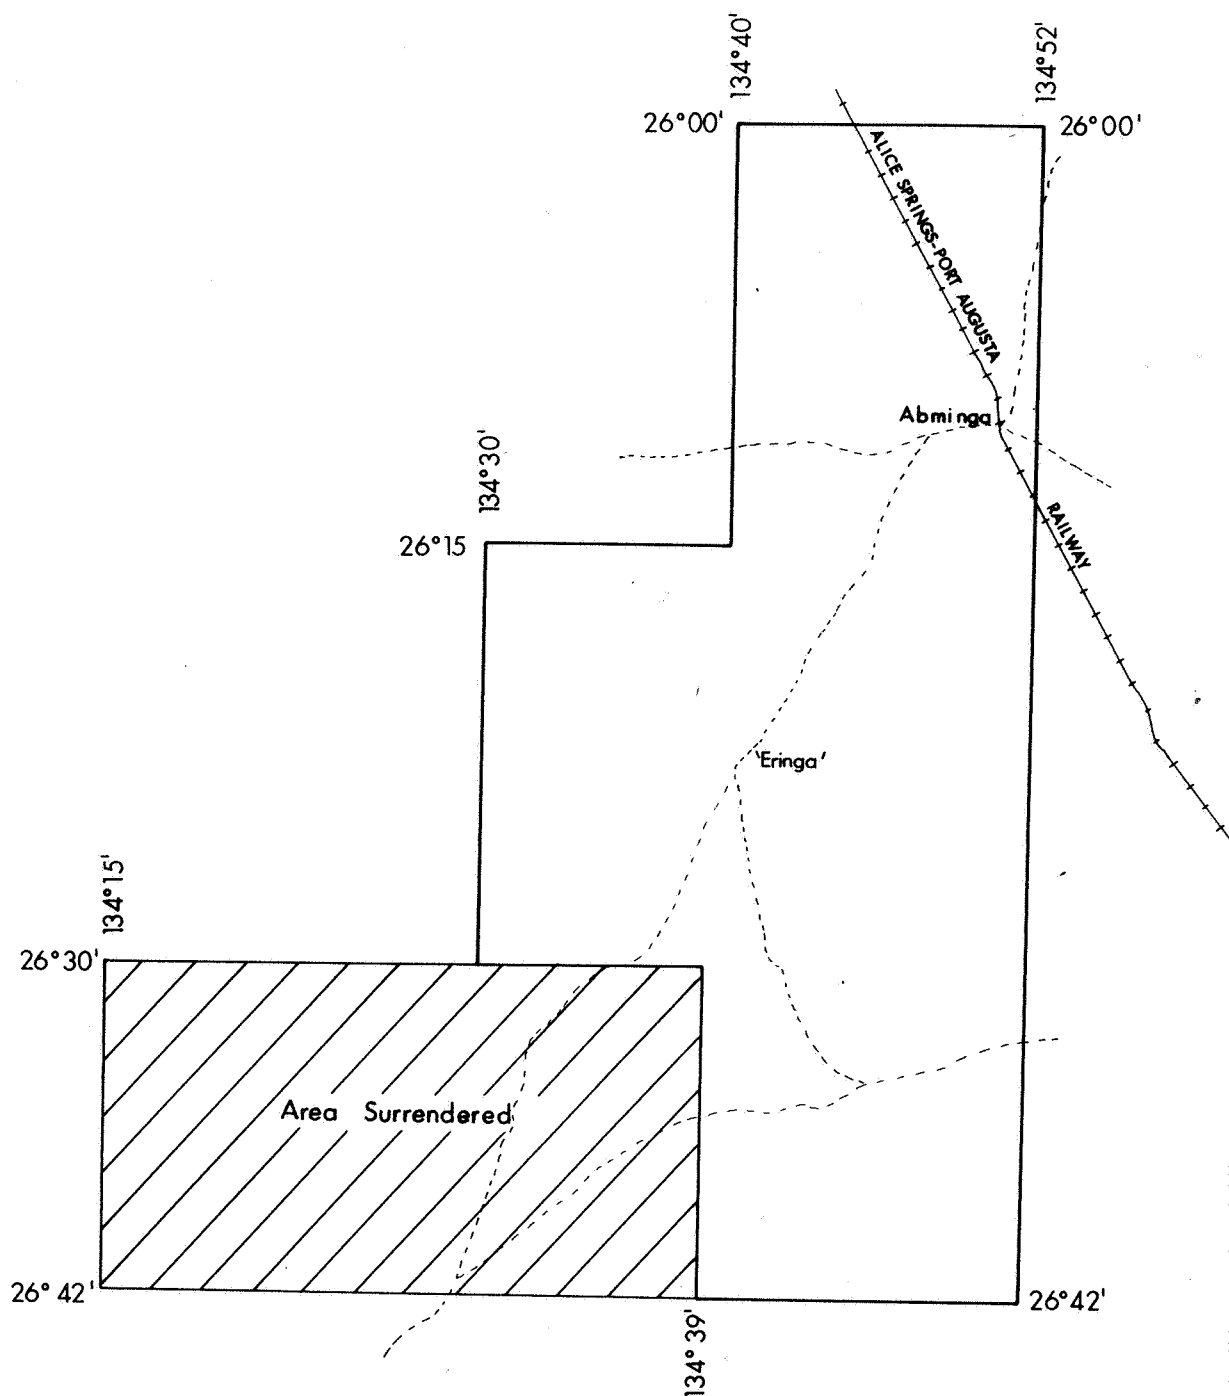 134°40'
134°52'
26°00'
26°00'
ALICE SPRINGS-PORT AUGUSTA
RAILWAY
Abminga
134°30'
26°15
'Eringa'
134°15'
26°30'
Area Surrendered
26°42'
26°42'
134°39'